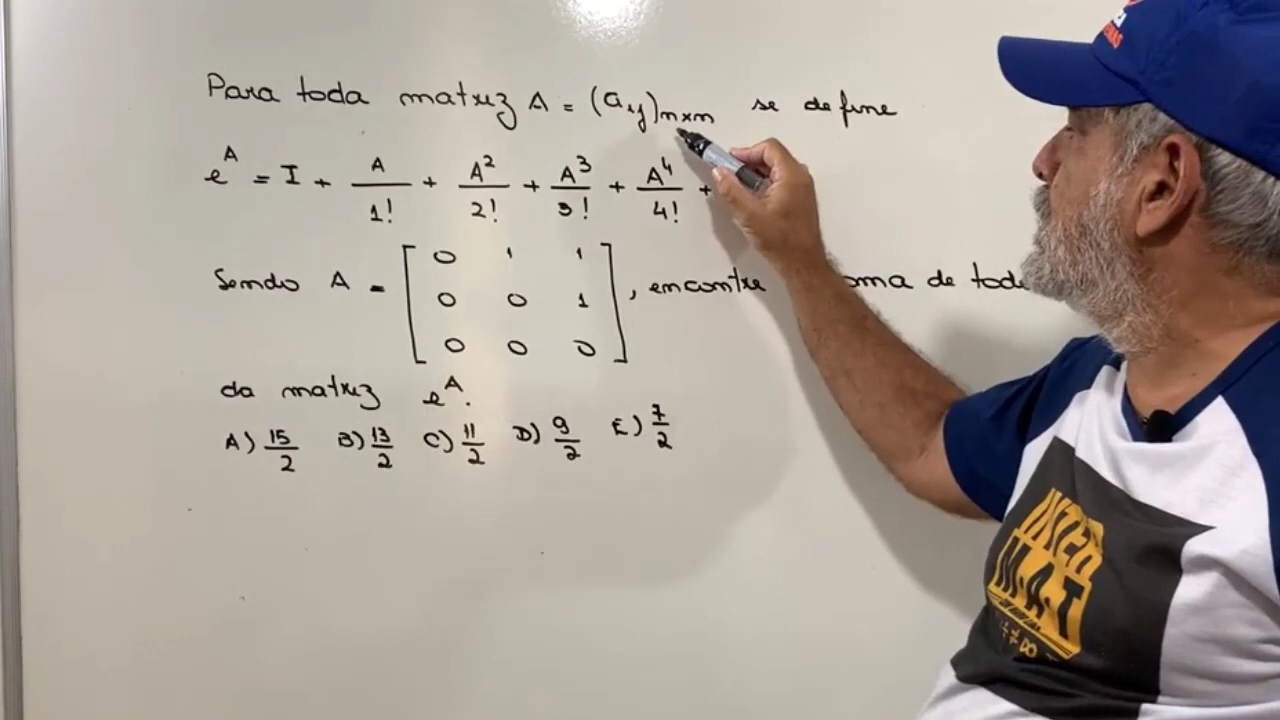 Para toda matriz A = (aij)n×n se define
e^A = I + A/1! + A²/2! + A³/3! + A⁴/4! +
Sendo A = [0 1 1
0 0 1
0 0 0], encontre oma de tod
da matriz e^A.
A) 15/2 B) 13/2 C) 11/2 D) 9/2 E) 7/2
INTER
MAT